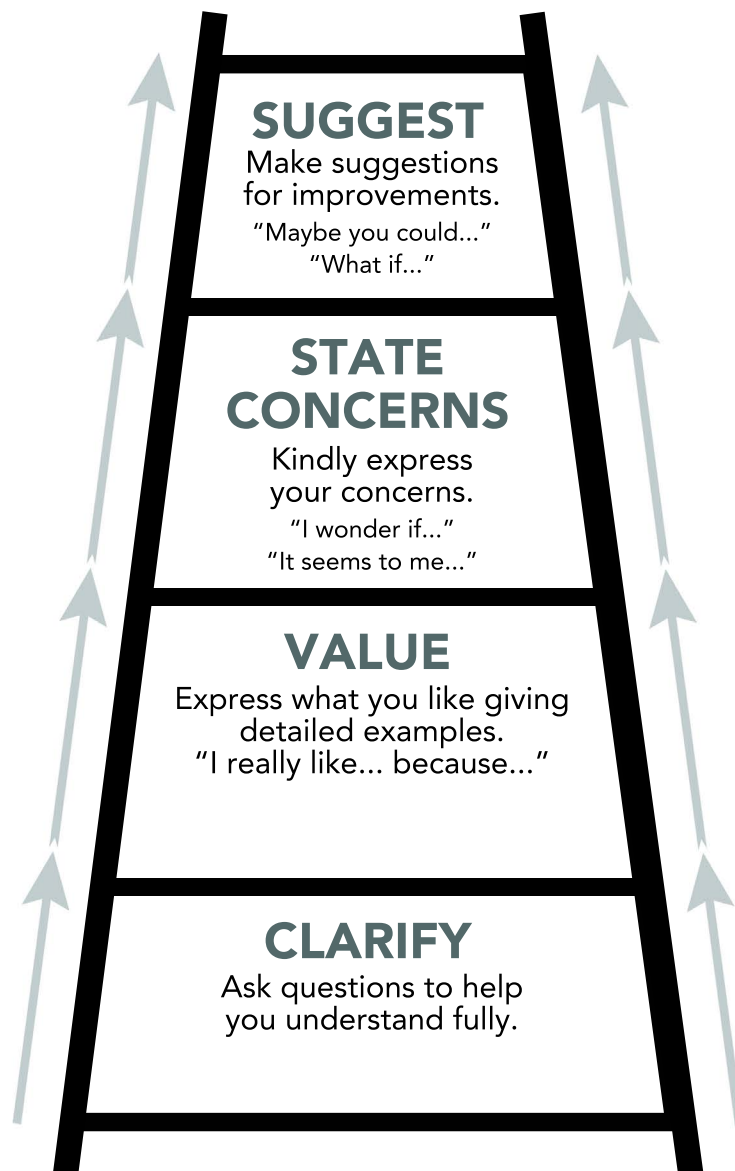 SUGGEST
Make suggestions
for improvements.
“Maybe you could...”
“What if...”
STATE
CONCERNS
Kindly express
your concerns.
“I wonder if...”
“It seems to me...”
VALUE
Express what you like giving
detailed examples.
“I really like... because...”
CLARIFY
Ask questions to help
you understand fully.